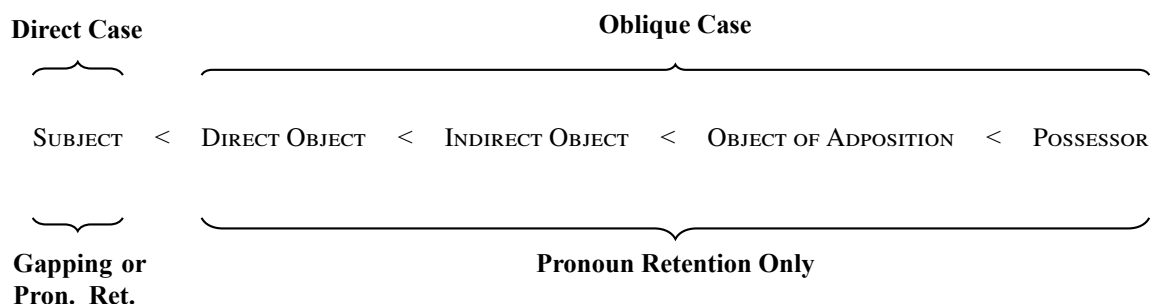 Direct Case Oblique Case
Subject < Direct Object < Indirect Object < Object of Adposition < Possessor
Gapping or Pronoun Retention Only
Pron. Ret.